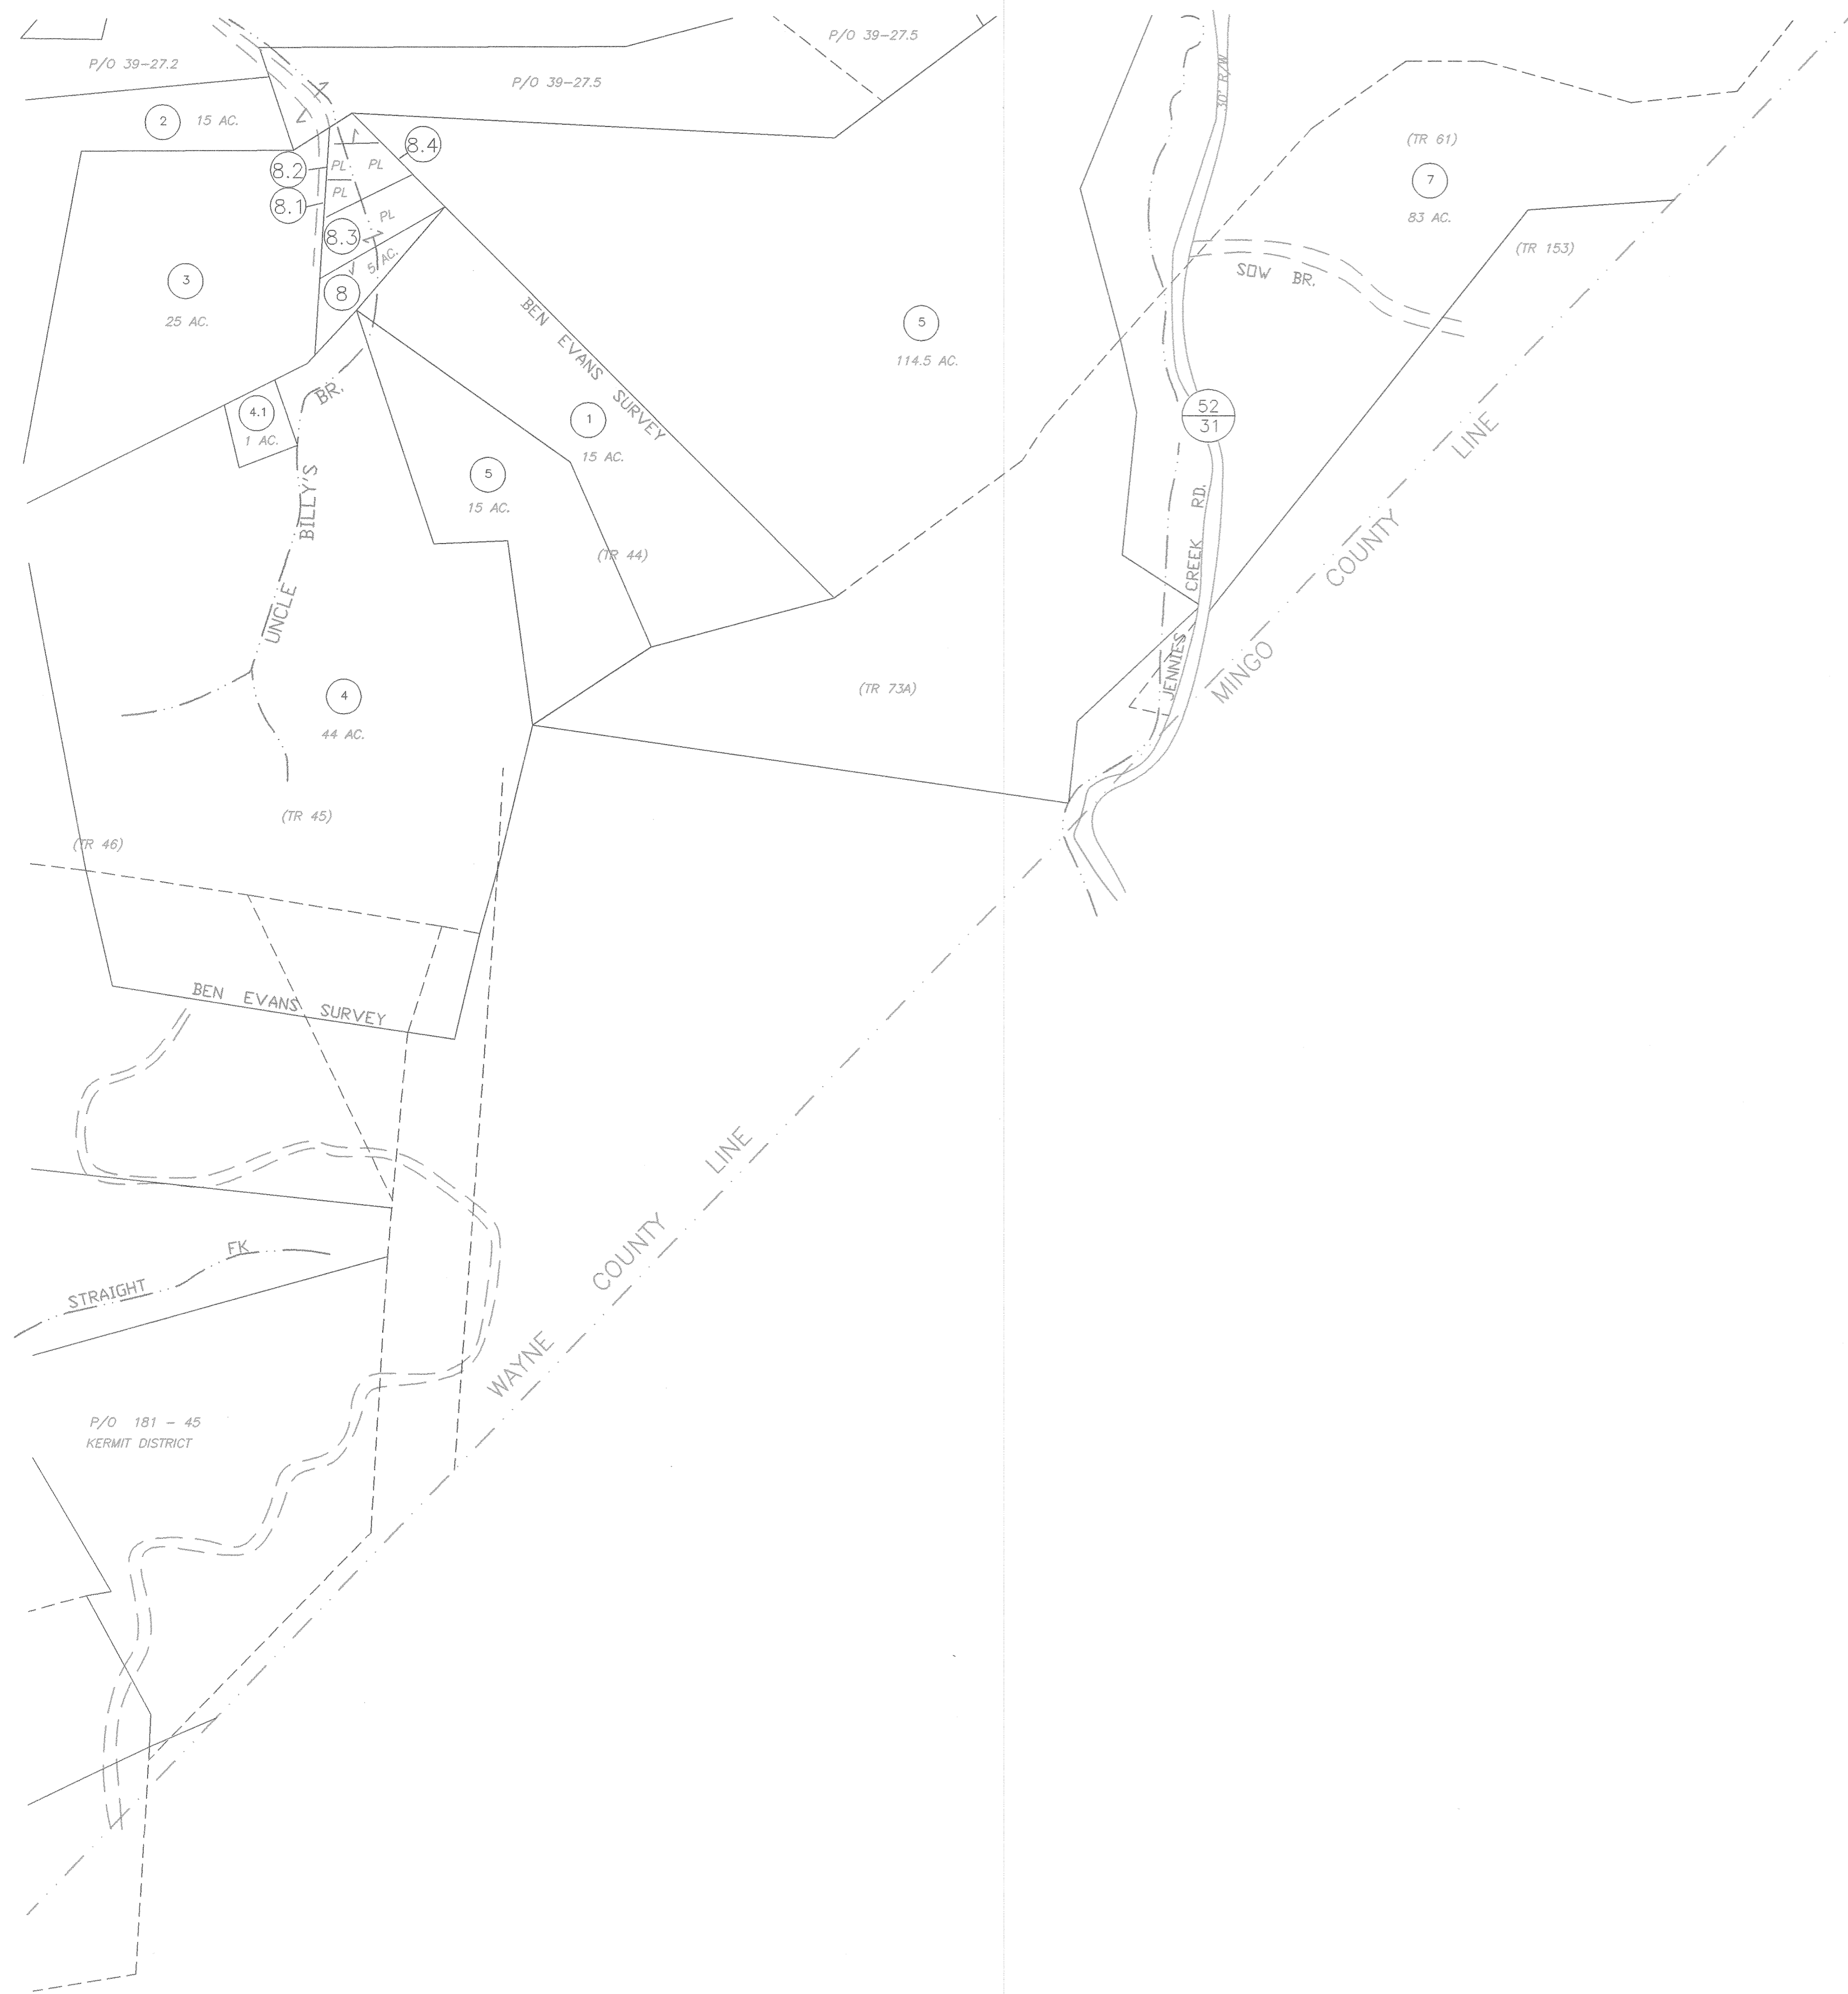 P/O 39-27.2
P/O 39-27.5
P/O 39-27.5
30' R/W
2
15 AC.
8.4
8.2
PL
PL
PL
8.1
PL
8.3
5 AC.
8
3
25 AC.
(TR 61)
7
83 AC.
(TR 153)
SOW BR.
BEN EVANS SURVEY
5
114.5 AC.
52
31
4.1
1 AC.
1
15 AC.
5
15 AC.
(TR 44)
UNCLE BILLY'S BR.
JENNIES CREEK RD.
MINGO COUNTY LINE
4
44 AC.
(TR 73A)
(TR 45)
(TR 46)
BEN EVANS SURVEY
WAYNE COUNTY LINE
STRAIGHT FK
P/O 181 - 45
KERMIT DISTRICT